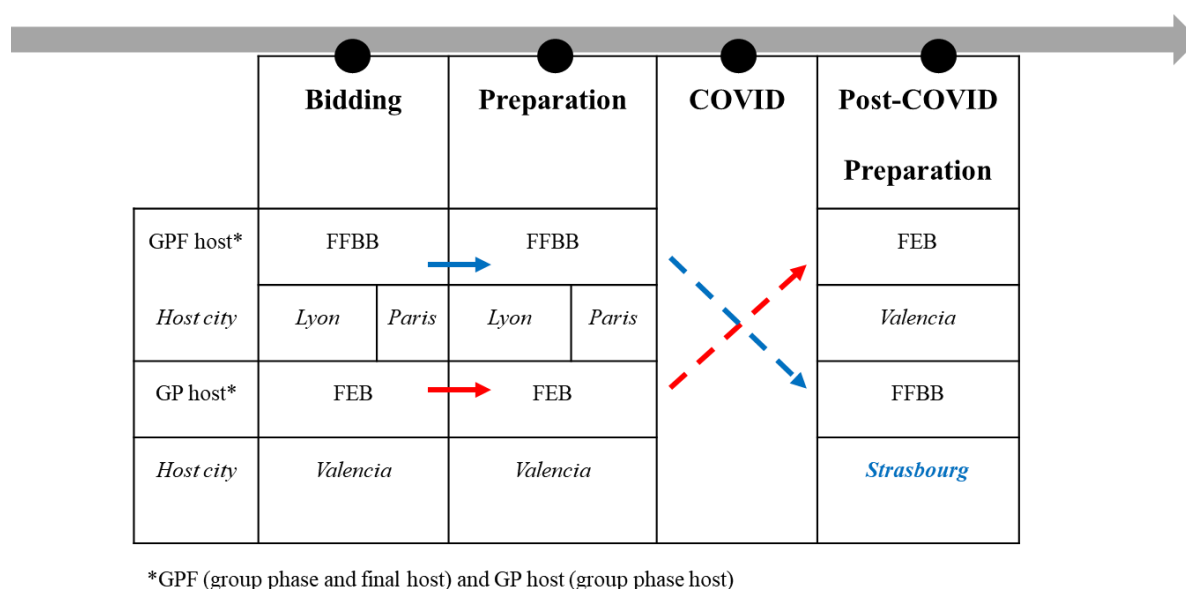 Bidding Preparation COVID Post-COVID
Preparation
GPF host* FFBB FFBB FEB
Host city Lyon Paris Lyon Paris Valencia
GP host* FEB FEB FFBB
Host city Valencia Valencia Strasbourg
*GPF (group phase and final host) and GP host (group phase host)